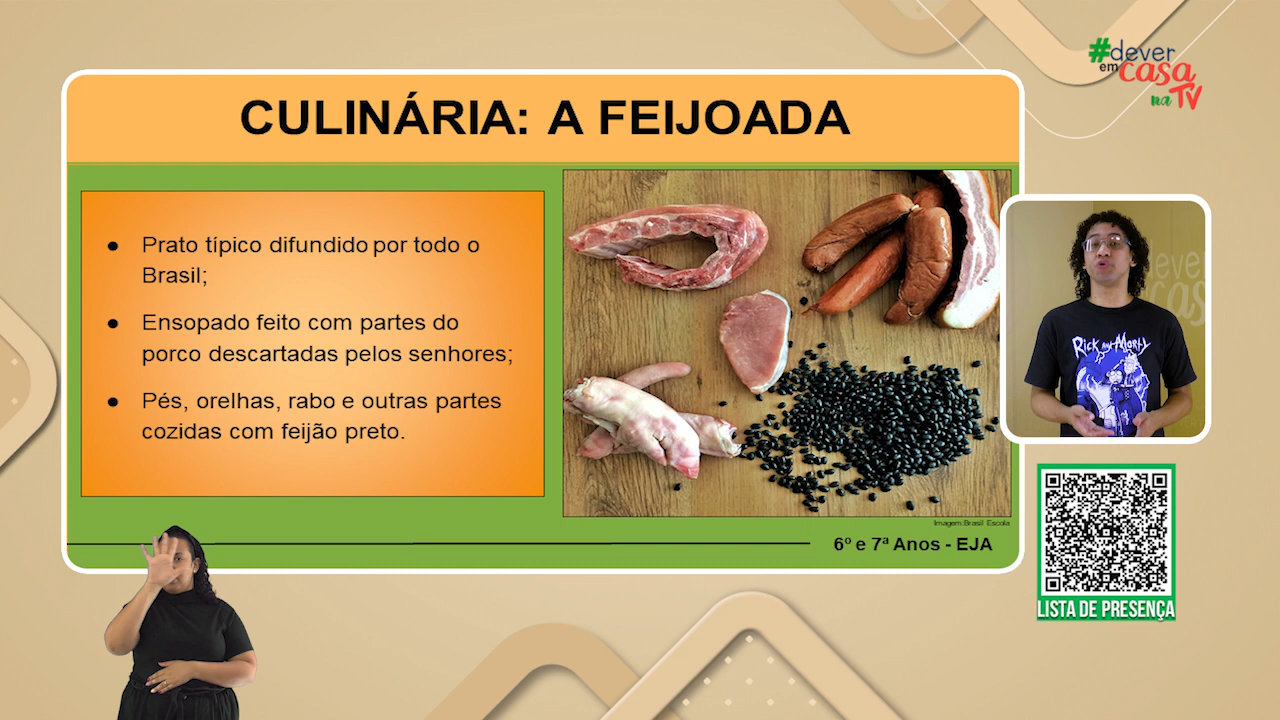 #dever
em casa
na TV
CULINÁRIA: A FEIJOADA
● Prato típico difundido por todo o
Brasil;
● Ensopado feito com partes do
porco descartadas pelos senhores;
● Pés, orelhas, rabo e outras partes
cozidas com feijão preto.
Imagem:Brasil Escola
6º e 7ª Anos - EJA
dever
cas
Rick and Morty
LISTA DE PRESENÇA